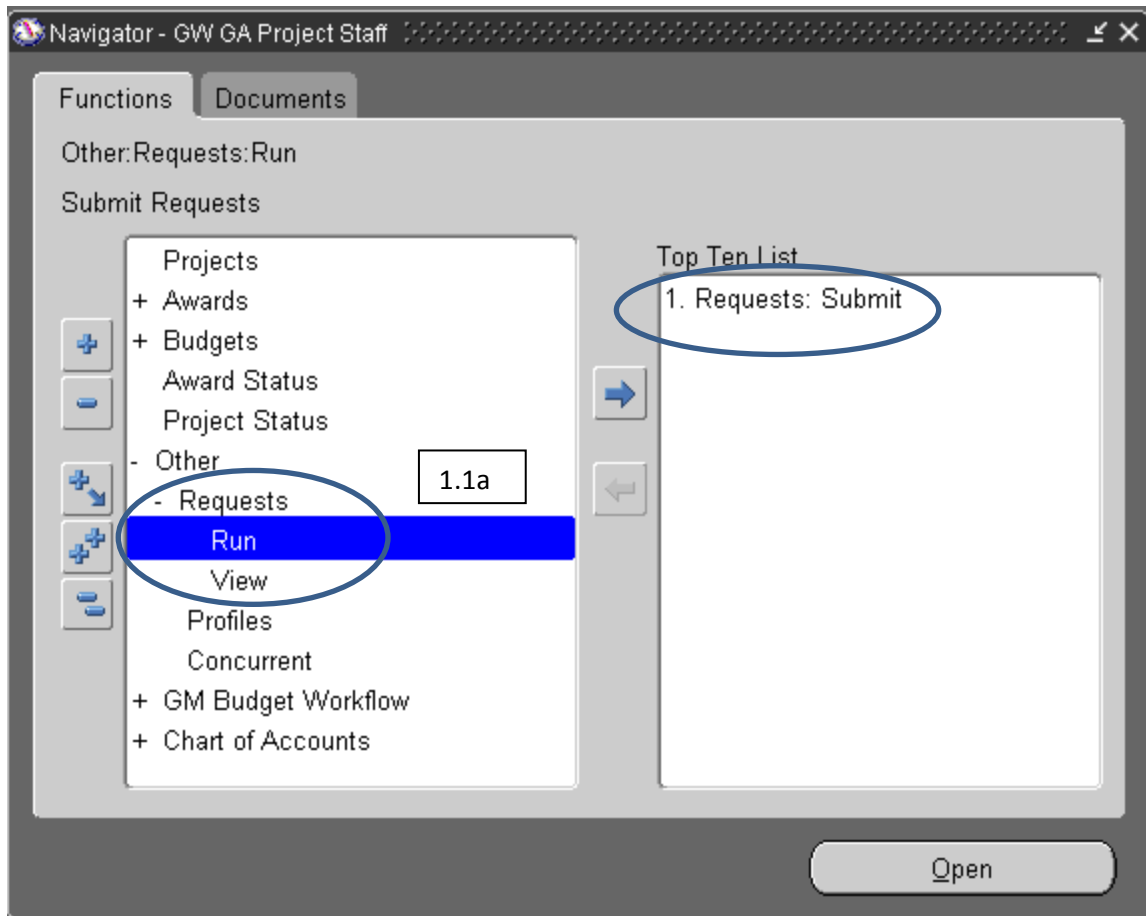 Navigator - GW GA Project Staff
Functions
Documents
Other:Requests:Run
Submit Requests
Projects
+ Awards
+ Budgets
Award Status
Project Status
- Other
- Requests
Run
View
Profiles
Concurrent
+ GM Budget Workflow
+ Chart of Accounts
1.1a
Top Ten List
1. Requests: Submit
Open